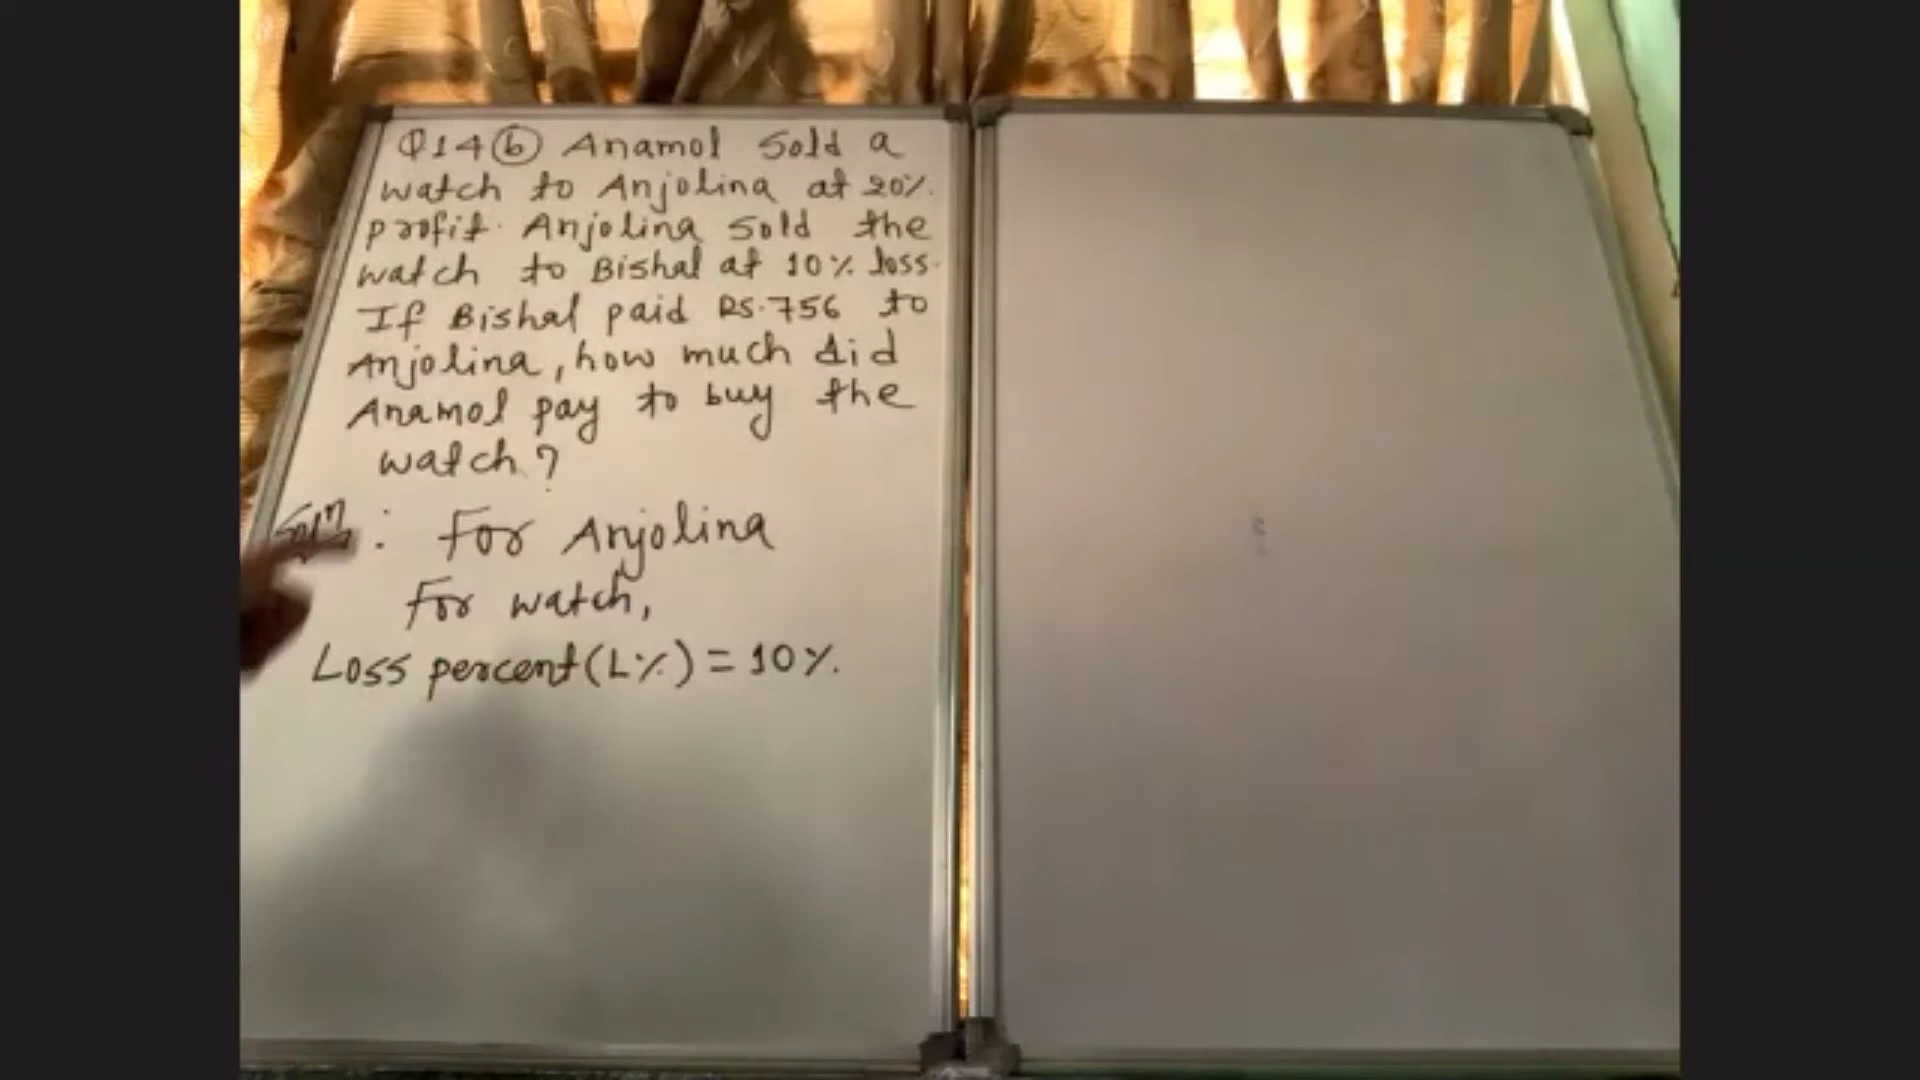 Q14(b) Anamol sold a
watch to Anjolina at 20%
profit. Anjolina sold the
watch to Bishal at 10% loss.
If Bishal paid Rs.756 to
Anjolina, how much did
Anamol pay to buy the
watch?
Solⁿ: For Anjolina
For watch,
Loss percent (L%) = 10%.